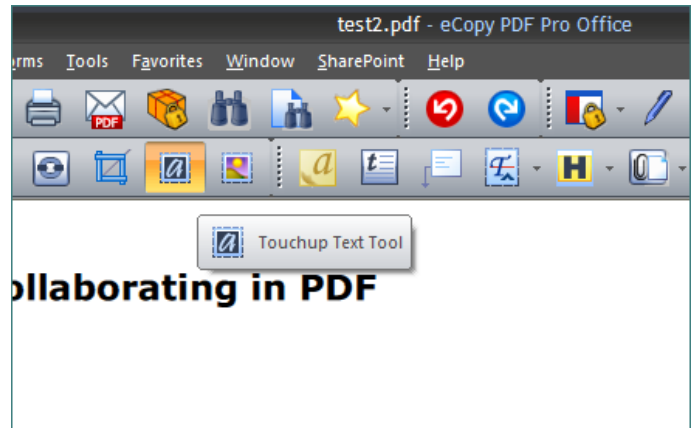 test2.pdf - eCopy PDF Pro Office
rms Tools Favorites Window SharePoint Help
PDF
a a t T H
a Touchup Text Tool
ollaborating in PDF